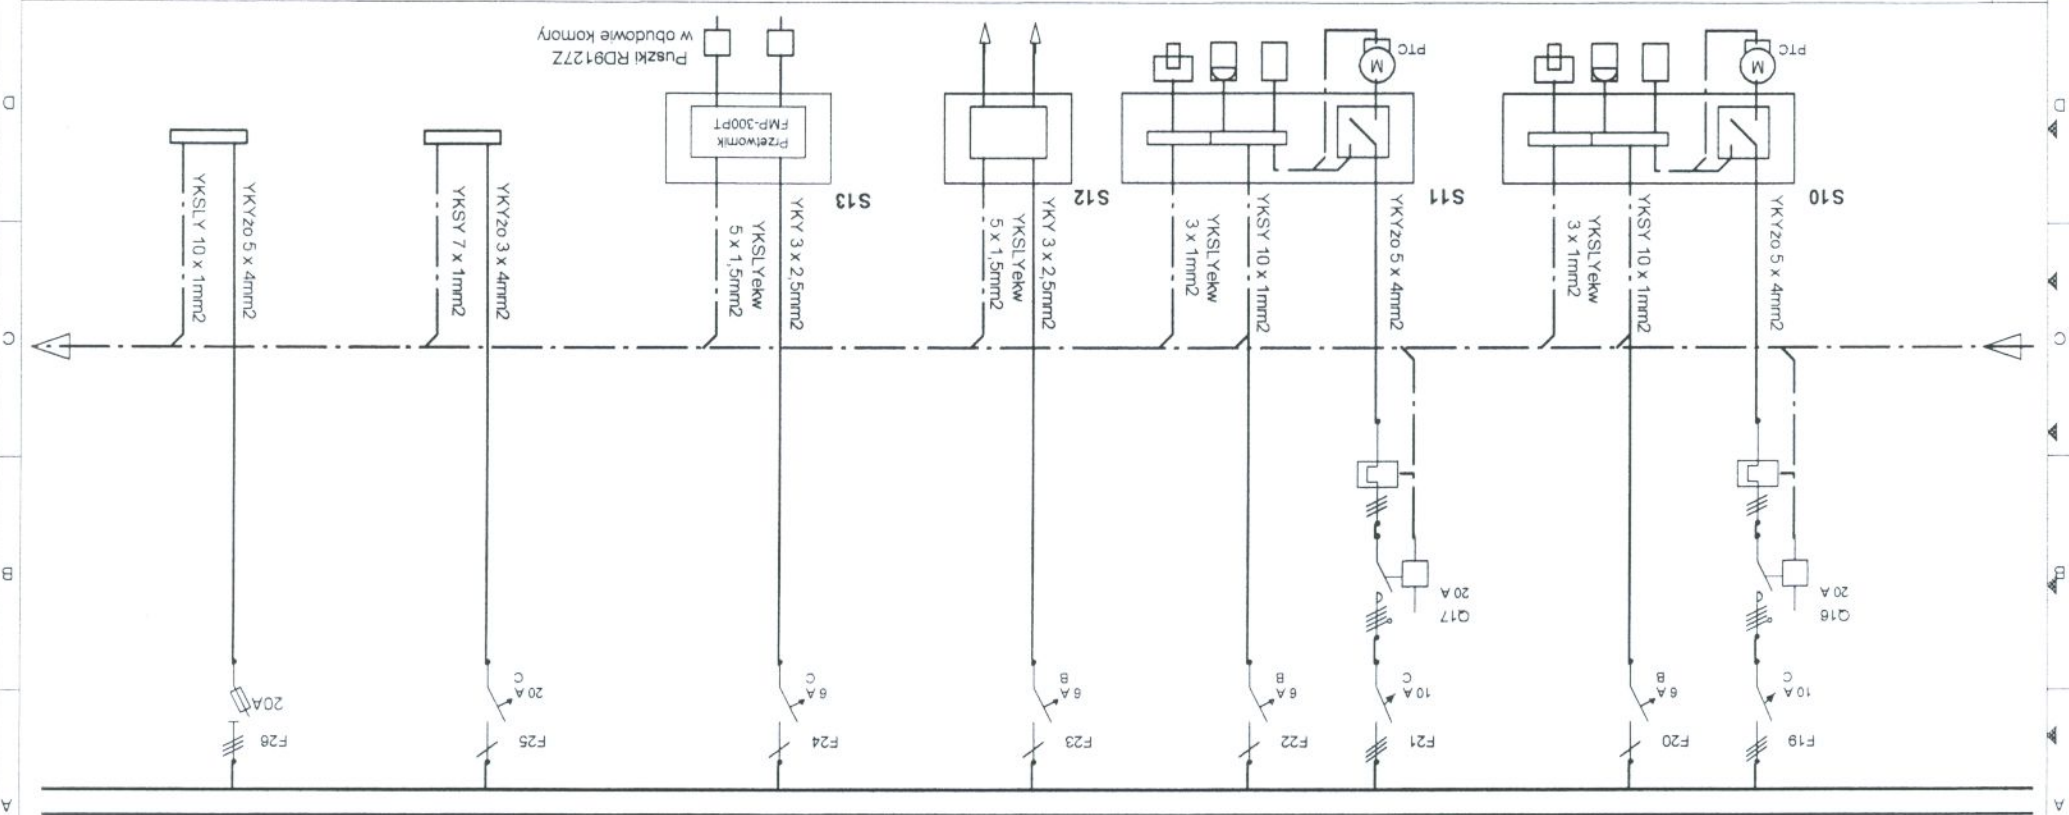 A
A
F19
F20
F21
F22
F23
F24
F25
F26
10 A
C
6 A
B
10 A
C
6 A
B
6 A
B
6 A
C
20 A
C
20A
Q16
20 A
Q17
20 A
B
B
C
C
YKYżo 5 x 4mm2
YKSY 10 x 1mm2
YKSLYekw
3 x 1mm2
YKYżo 5 x 4mm2
YKSY 10 x 1mm2
YKSLYekw
3 x 1mm2
YKY 3 x 2,5mm2
YKSLYekw
5 x 1,5mm2
YKY 3 x 2,5mm2
YKSLYekw
5 x 1,5mm2
YKYżo 3 x 4mm2
YKSY 7 x 1mm2
YKYżo 5 x 4mm2
YKSLY 10 x 1mm2
S10
S11
S12
S13
Przetwornik
FMP-300PT
D
D
PTC
M
PTC
M
Puszki RD9127Z
w obudowie komory